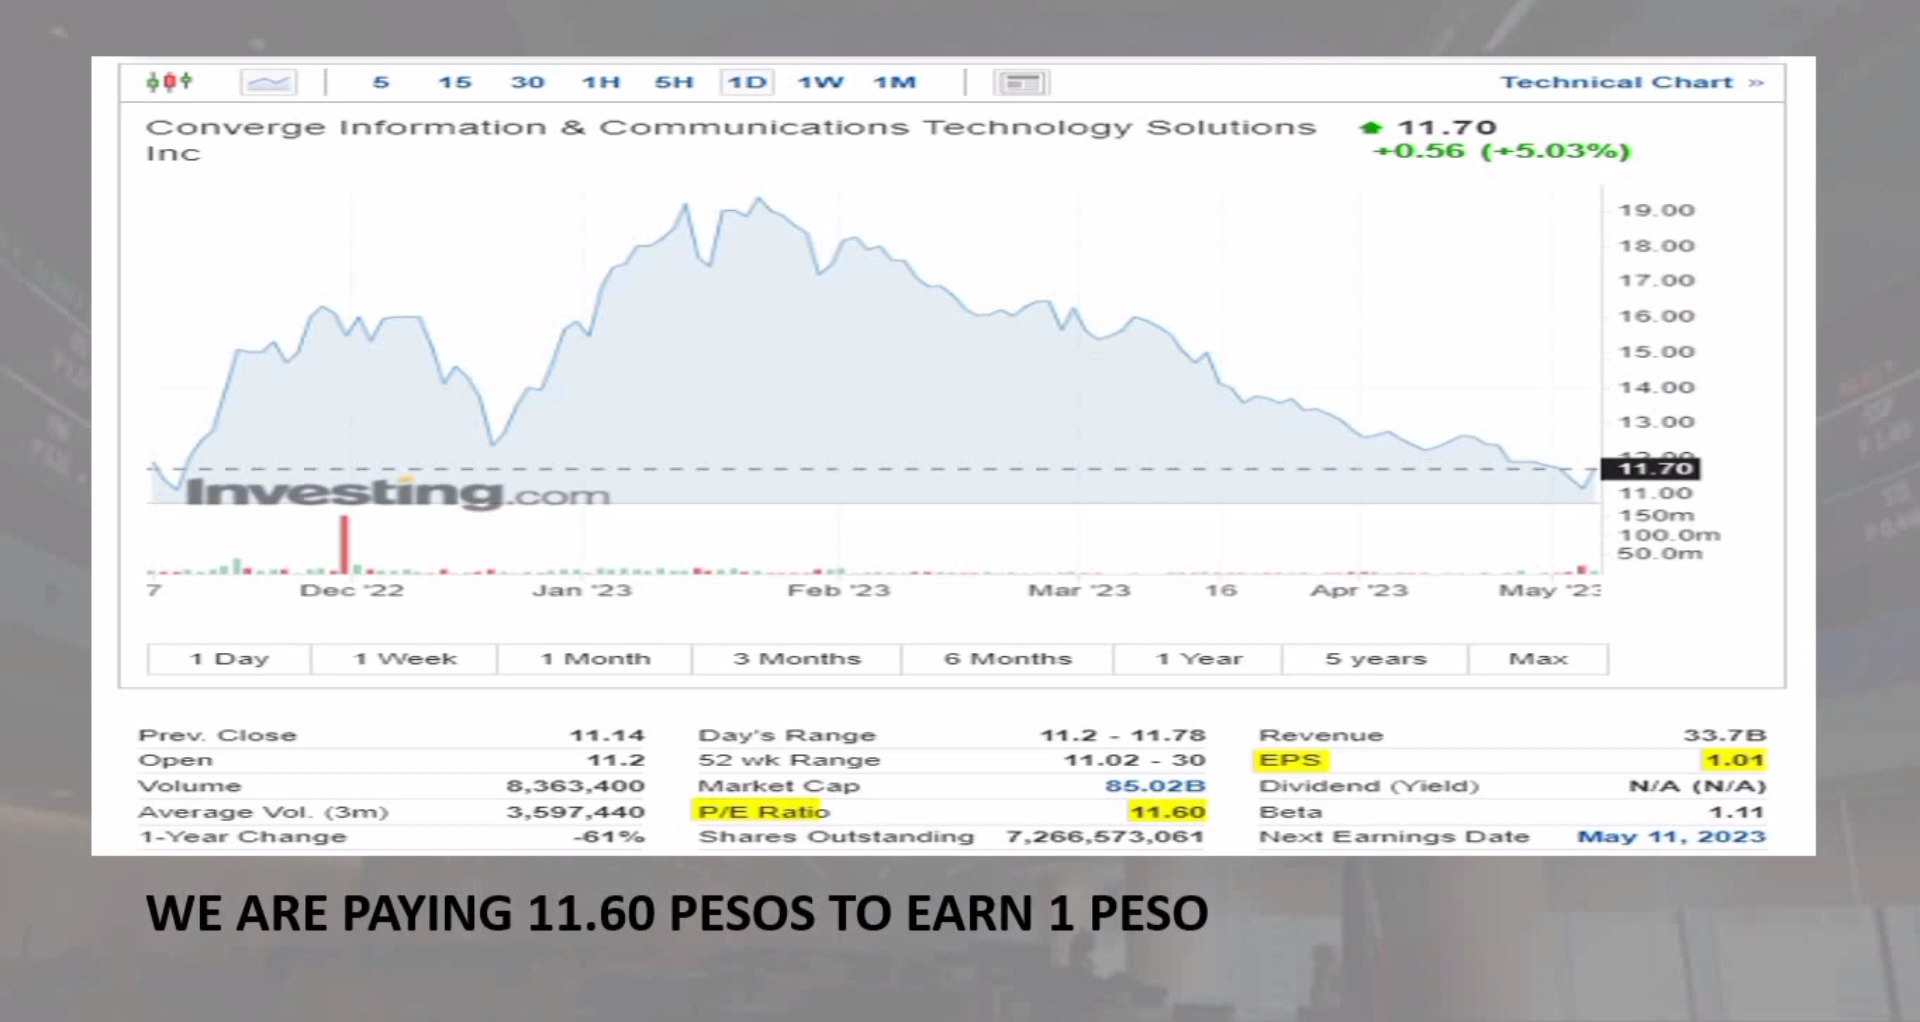 5 15 30 1H 5H 1D 1W 1M Technical Chart »
Converge Information & Communications Technology Solutions Inc
11.70
+0.56 (+5.03%)
19.00
18.00
17.00
16.00
15.00
14.00
13.00
11.70
11.00
150m
100.0m
50.0m
Investing.com
7 Dec '22 Jan '23 Feb '23 Mar '23 16 Apr '23 May '23
1 Day 1 Week 1 Month 3 Months 6 Months 1 Year 5 years Max
Prev. Close 11.14 Day's Range 11.2 - 11.78 Revenue 33.7B
Open 11.2 52 wk Range 11.02 - 30 EPS 1.01
Volume 8,363,400 Market Cap 85.02B Dividend (Yield) N/A (N/A)
Average Vol. (3m) 3,597,440 P/E Ratio 11.60 Beta 1.11
1-Year Change -61% Shares Outstanding 7,266,573,061 Next Earnings Date May 11, 2023
WE ARE PAYING 11.60 PESOS TO EARN 1 PESO